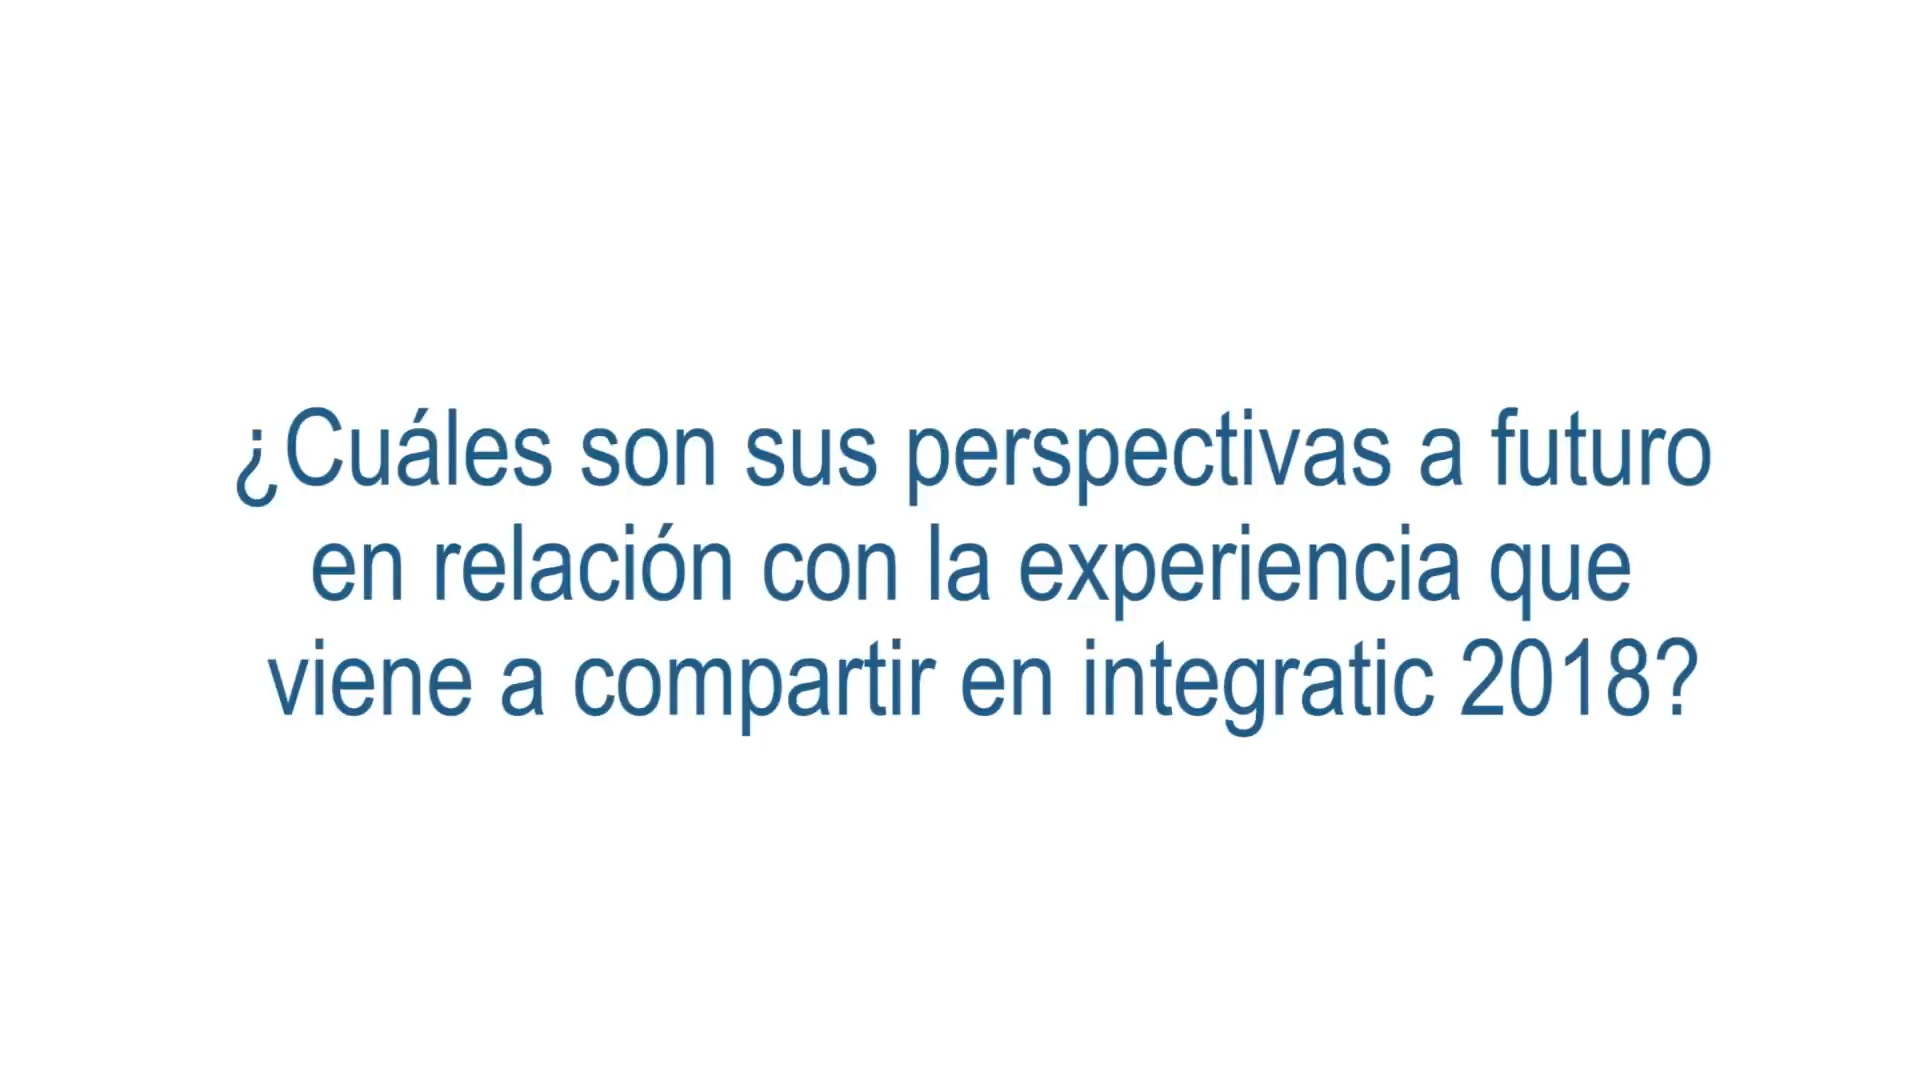 ¿Cuáles son sus perspectivas a futuro
en relación con la experiencia que
viene a compartir en integratic 2018?